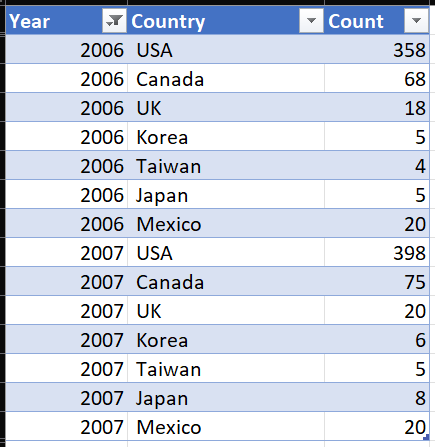 Year Country Count
2006 USA 358
2006 Canada 68
2006 UK 18
2006 Korea 5
2006 Taiwan 4
2006 Japan 5
2006 Mexico 20
2007 USA 398
2007 Canada 75
2007 UK 20
2007 Korea 6
2007 Taiwan 5
2007 Japan 8
2007 Mexico 20